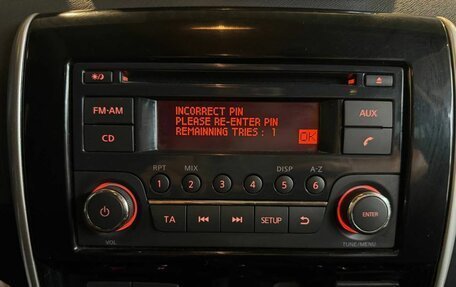 FM·AM
CD
INCORRECT PIN
PLEASE RE-ENTER PIN
REMAINNING TRIES : 1 OK
AUX
RPT MIX DISP A-Z
1 2 3 4 5 6
VOL
TA
SETUP
ENTER
TUNE/MENU